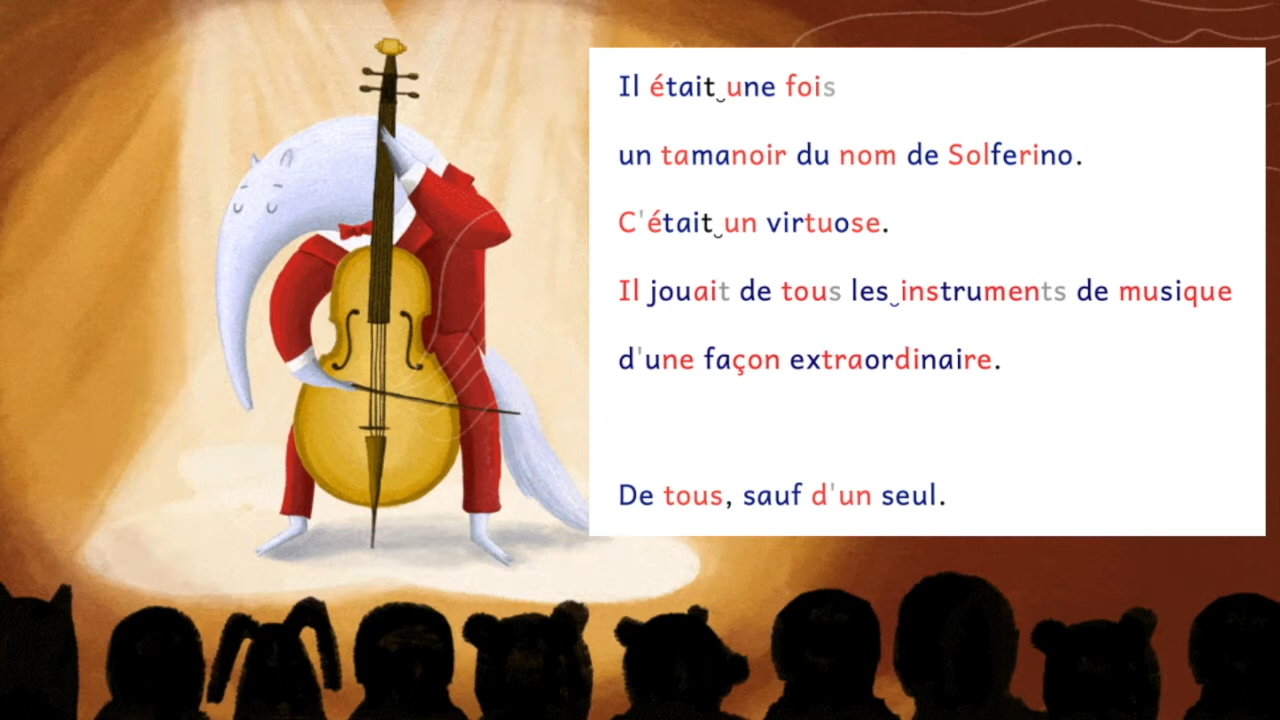 Il était‿une fois
un tamanoir du nom de Solferino.
C'était‿un virtuose.
Il jouait de tous les‿instruments de musique
d'une façon extraordinaire.
De tous, sauf d'un seul.